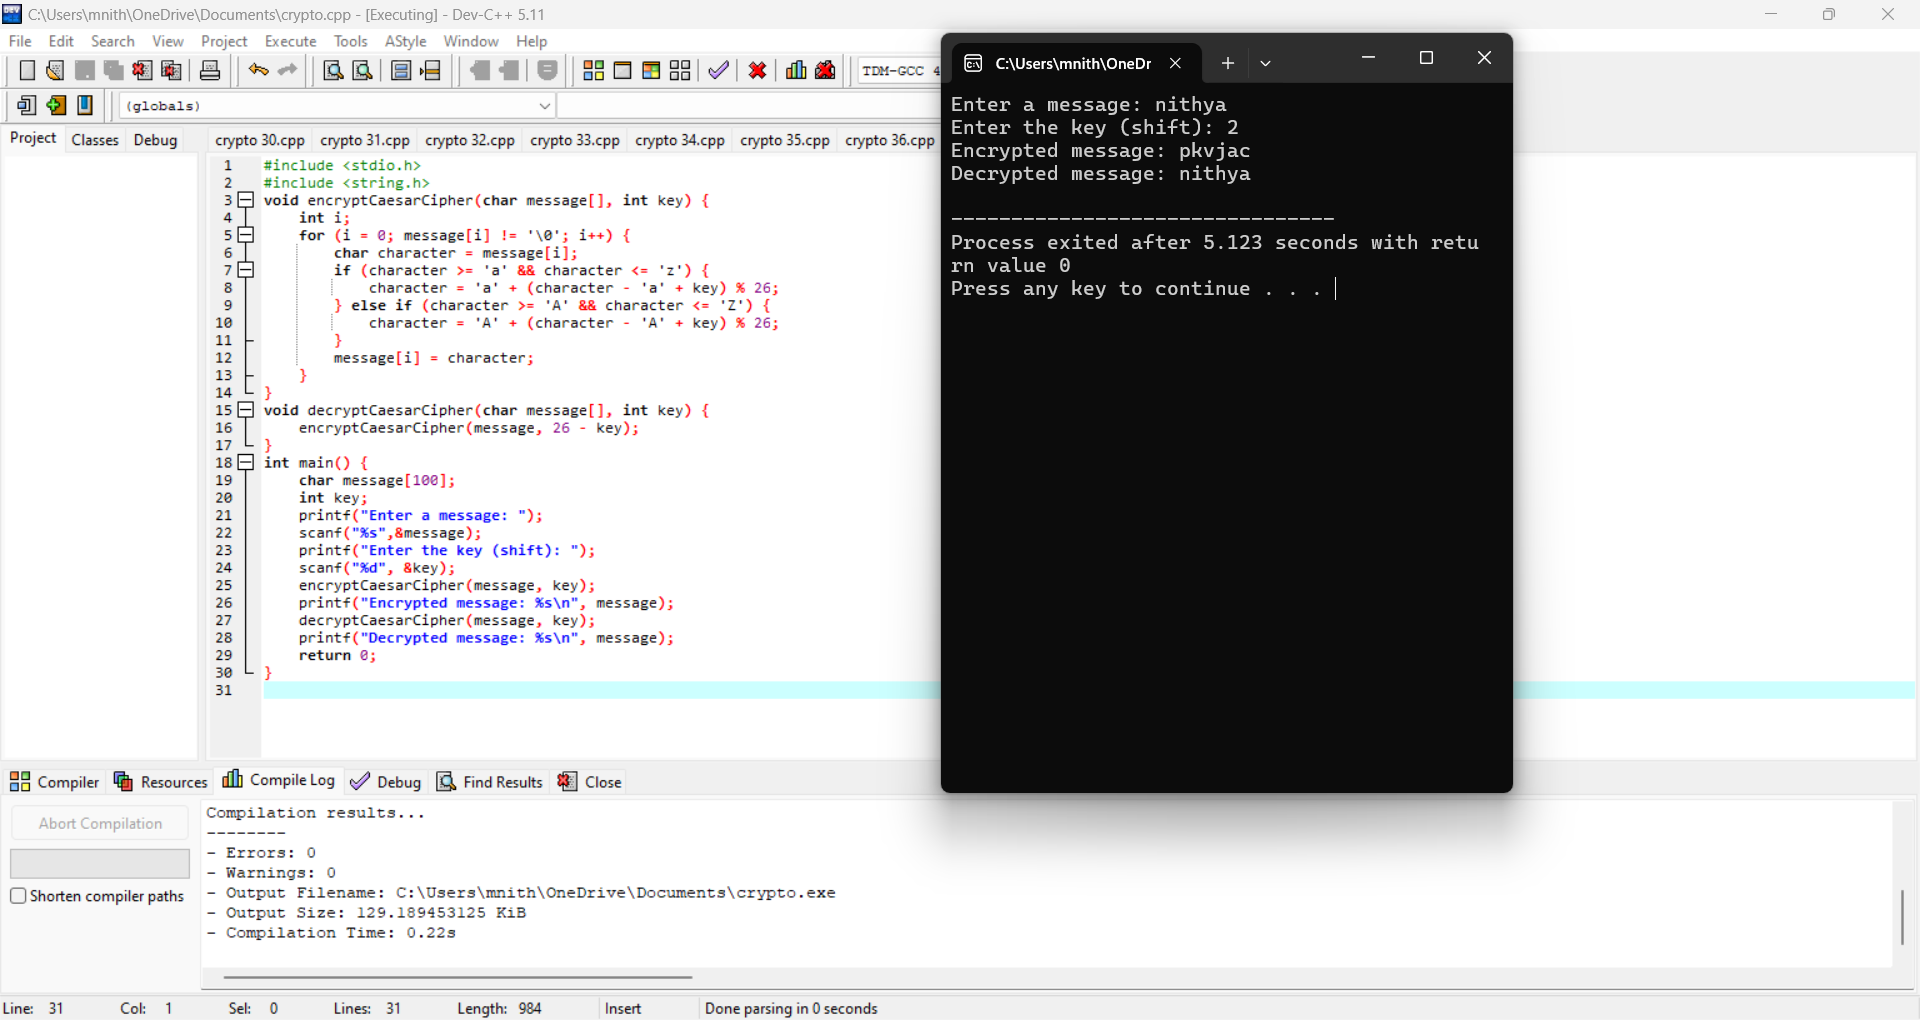 C:\Users\mnith\OneDrive\Documents\crypto.cpp - [Executing] - Dev-C++ 5.11
File Edit Search View Project Execute Tools AStyle Window Help
TDM-GCC 4
(globals)
Project Classes Debug
crypto 30.cpp crypto 31.cpp crypto 32.cpp crypto 33.cpp crypto 34.cpp crypto 35.cpp crypto 36.cpp
1 #include <stdio.h>
2 #include <string.h>
3 void encryptCaesarCipher(char message[], int key) {
4 int i;
5 for (i = 0; message[i] != '\0'; i++) {
6 char character = message[i];
7 if (character >= 'a' && character <= 'z') {
8 character = 'a' + (character - 'a' + key) % 26;
9 } else if (character >= 'A' && character <= 'Z') {
10 character = 'A' + (character - 'A' + key) % 26;
11 }
12 message[i] = character;
13 }
14 }
15 void decryptCaesarCipher(char message[], int key) {
16 encryptCaesarCipher(message, 26 - key);
17 }
18 int main() {
19 char message[100];
20 int key;
21 printf("Enter a message: ");
22 scanf("%s",&message);
23 printf("Enter the key (shift): ");
24 scanf("%d", &key);
25 encryptCaesarCipher(message, key);
26 printf("Encrypted message: %s\n", message);
27 decryptCaesarCipher(message, key);
28 printf("Decrypted message: %s\n", message);
29 return 0;
30 }
31
C:\Users\mnith\OneDr
Enter a message: nithya
Enter the key (shift): 2
Encrypted message: pkvjac
Decrypted message: nithya
--------------------------------
Process exited after 5.123 seconds with retu
rn value 0
Press any key to continue . . .
Compiler Resources Compile Log Debug Find Results Close
Abort Compilation
Shorten compiler paths
Compilation results...
--------
- Errors: 0
- Warnings: 0
- Output Filename: C:\Users\mnith\OneDrive\Documents\crypto.exe
- Output Size: 129.189453125 KiB
- Compilation Time: 0.22s
Line: 31 Col: 1 Sel: 0 Lines: 31 Length: 984 Insert Done parsing in 0 seconds